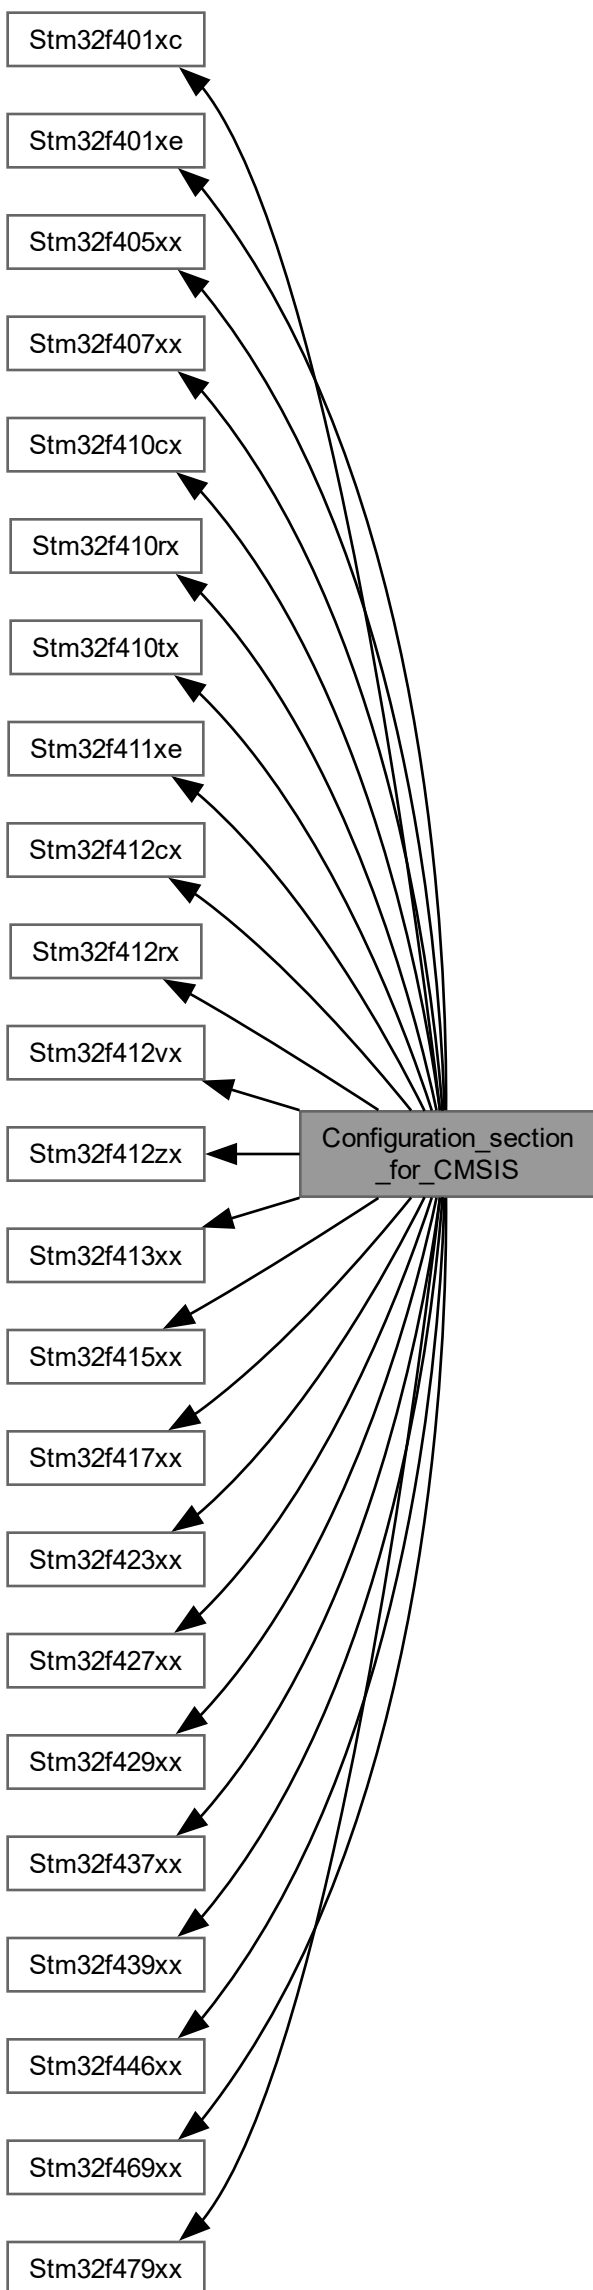 Stm32f401xc
Stm32f401xe
Stm32f405xx
Stm32f407xx
Stm32f410cx
Stm32f410rx
Stm32f410tx
Stm32f411xe
Stm32f412cx
Stm32f412rx
Stm32f412vx
Configuration_section
_for_CMSIS
Stm32f412zx
Stm32f413xx
Stm32f415xx
Stm32f417xx
Stm32f423xx
Stm32f427xx
Stm32f429xx
Stm32f437xx
Stm32f439xx
Stm32f446xx
Stm32f469xx
Stm32f479xx